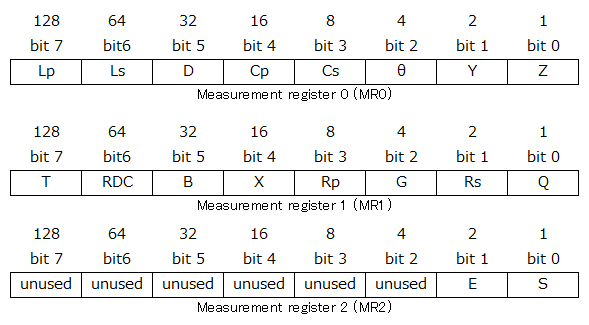 128 64 32 16 8 4 2 1
bit 7 bit6 bit 5 bit 4 bit 3 bit 2 bit 1 bit 0
Lp Ls D Cp Cs θ Y Z
Measurement register 0 (MR0)
128 64 32 16 8 4 2 1
bit 7 bit6 bit 5 bit 4 bit 3 bit 2 bit 1 bit 0
T RDC B X Rp G Rs Q
Measurement register 1 (MR1)
128 64 32 16 8 4 2 1
bit 7 bit6 bit 5 bit 4 bit 3 bit 2 bit 1 bit 0
unused unused unused unused unused unused E S
Measurement register 2 (MR2)